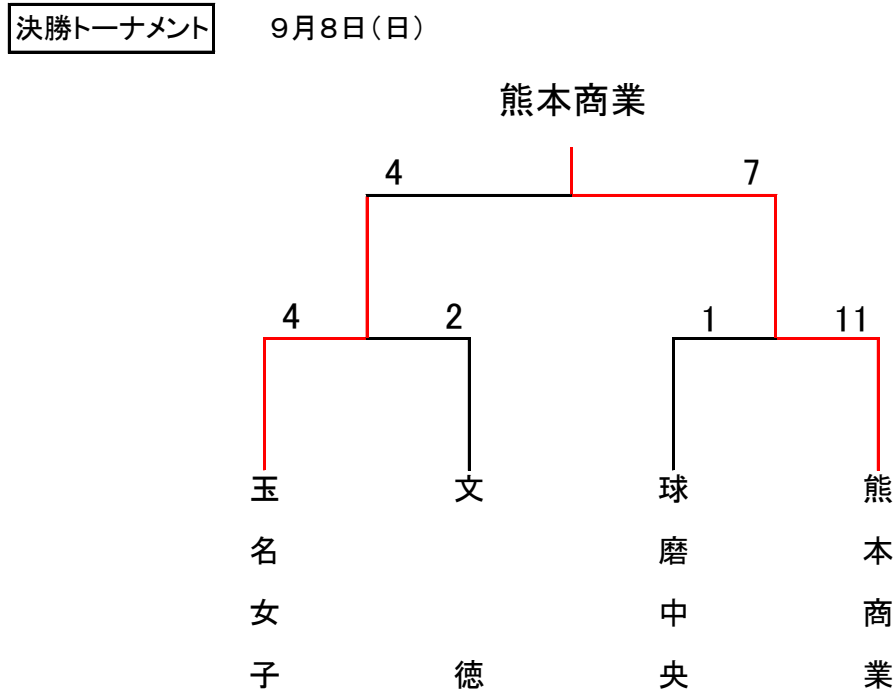 決勝トーナメント
９月８日（日）
熊本商業
4
7
4
2
1
11
玉名女子
文徳
球磨中央
熊本商業